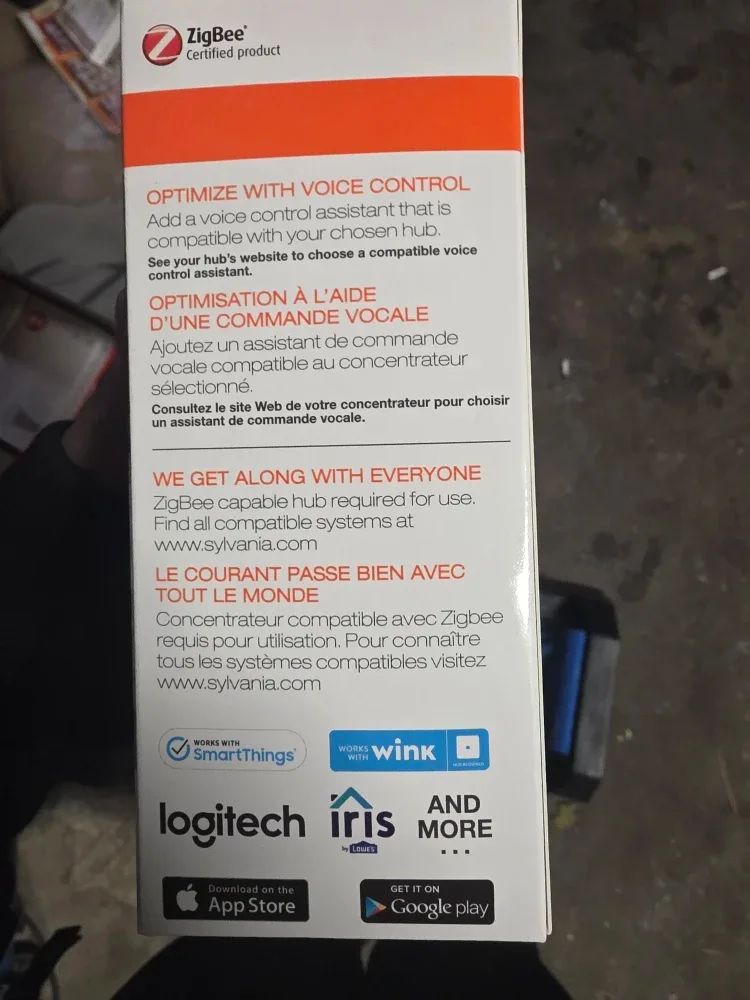 ZigBee®
Certified product
OPTIMIZE WITH VOICE CONTROL
Add a voice control assistant that is
compatible with your chosen hub.
See your hub's website to choose a compatible voice
control assistant.
OPTIMISATION À L'AIDE
D'UNE COMMANDE VOCALE
Ajoutez un assistant de commande
vocale compatible au concentrateur
sélectionné.
Consultez le site Web de votre concentrateur pour choisir
un assistant de commande vocale.
WE GET ALONG WITH EVERYONE
ZigBee capable hub required for use.
Find all compatible systems at
www.sylvania.com
LE COURANT PASSE BIEN AVEC
TOUT LE MONDE
Concentrateur compatible avec Zigbee
requis pour utilisation. Pour connaître
tous les systèmes compatibles visitez
www.sylvania.com
WORKS WITH
SmartThings
WORKS
WITH wink
logitech
iris
by LOWE'S
AND
MORE
...
Download on the
App Store
GET IT ON
Google play